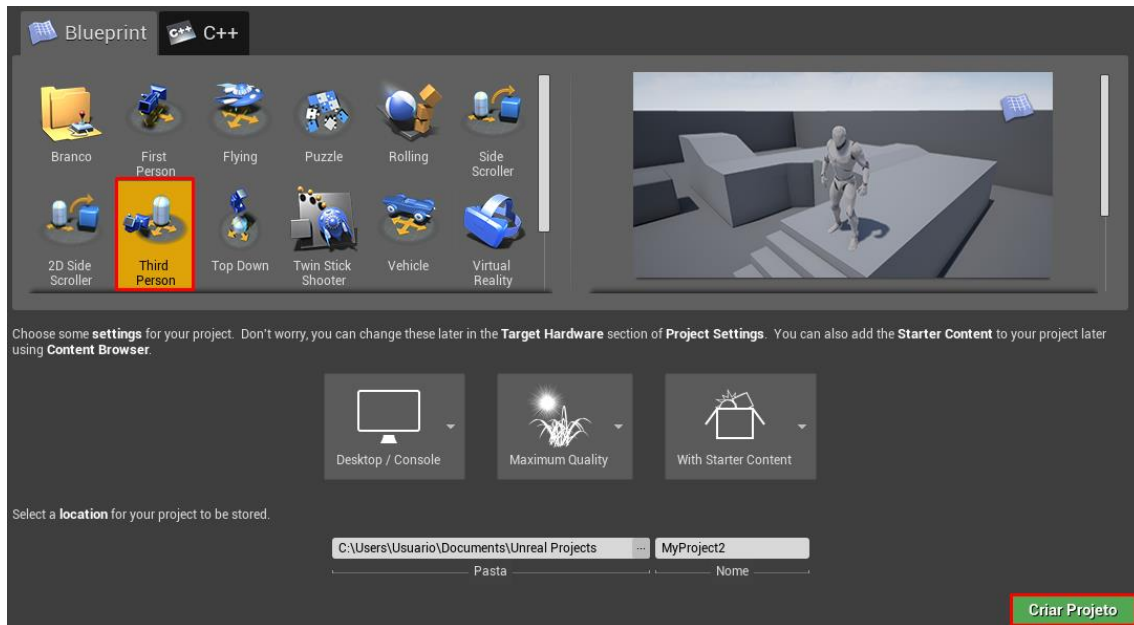 Blueprint
C++ C++
Branco
First
Person
Flying
Puzzle
Rolling
Side
Scroller
2D Side
Scroller
Third
Person
Top Down
Twin Stick
Shooter
Vehicle
Virtual
Reality
Choose some settings for your project. Don't worry, you can change these later in the Target Hardware section of Project Settings. You can also add the Starter Content to your project later
using Content Browser.
Desktop / Console
Maximum Quality
With Starter Content
Select a location for your project to be stored.
C:\Users\Usuario\Documents\Unreal Projects ... MyProject2
Pasta Nome
Criar Projeto